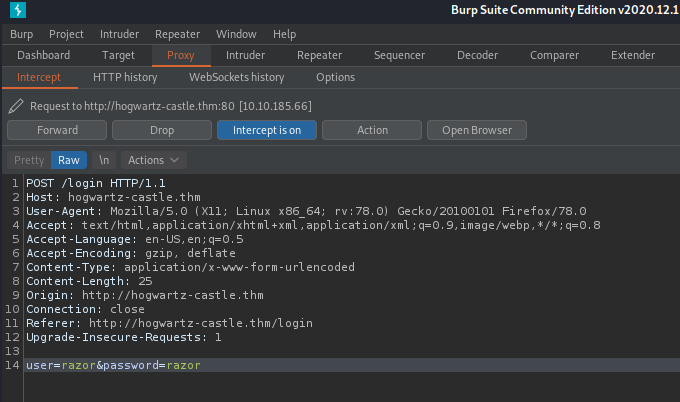 Burp Suite Community Edition v2020.12.1
Burp Project Intruder Repeater Window Help
Dashboard Target Proxy Intruder Repeater Sequencer Decoder Comparer Extender
Intercept HTTP history WebSockets history Options
Request to http://hogwartz-castle.thm:80 [10.10.185.66]
Forward Drop Intercept is on Action Open Browser
Pretty Raw \n Actions
1 POST /login HTTP/1.1
2 Host: hogwartz-castle.thm
3 User-Agent: Mozilla/5.0 (X11; Linux x86_64; rv:78.0) Gecko/20100101 Firefox/78.0
4 Accept: text/html,application/xhtml+xml,application/xml;q=0.9,image/webp,*/*;q=0.8
5 Accept-Language: en-US,en;q=0.5
6 Accept-Encoding: gzip, deflate
7 Content-Type: application/x-www-form-urlencoded
8 Content-Length: 25
9 Origin: http://hogwartz-castle.thm
10 Connection: close
11 Referer: http://hogwartz-castle.thm/login
12 Upgrade-Insecure-Requests: 1
13
14 user=razor&password=razor